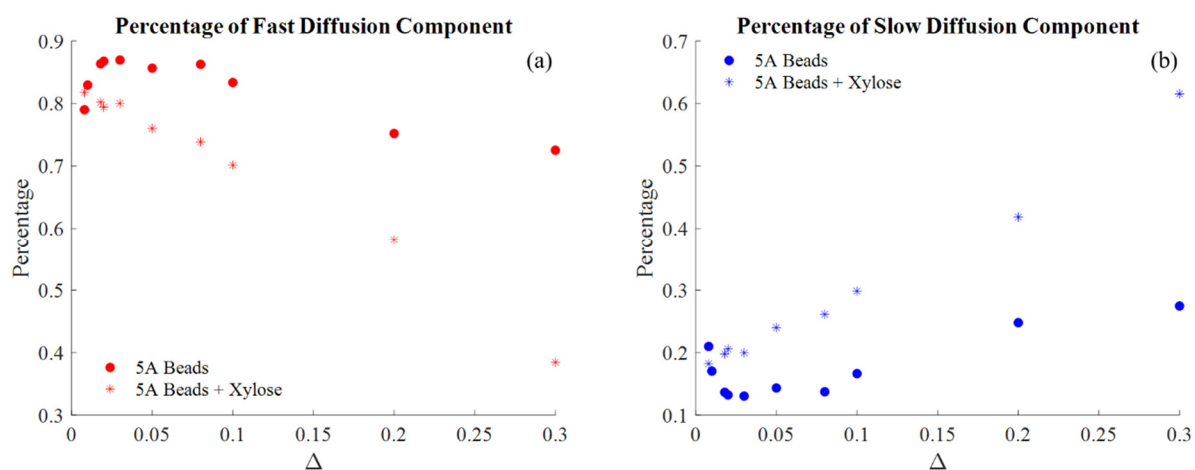 Percentage of Fast Diffusion Component
(a)
0.9
0.8
0.7
0.6
0.5
0.4
0.3
Percentage
5A Beads
5A Beads + Xylose
0
0.05
0.1
0.15
0.2
0.25
0.3
Δ
Percentage of Slow Diffusion Component
(b)
0.7
0.6
0.5
0.4
0.3
0.2
0.1
Percentage
5A Beads
5A Beads + Xylose
0
0.05
0.1
0.15
0.2
0.25
0.3
Δ